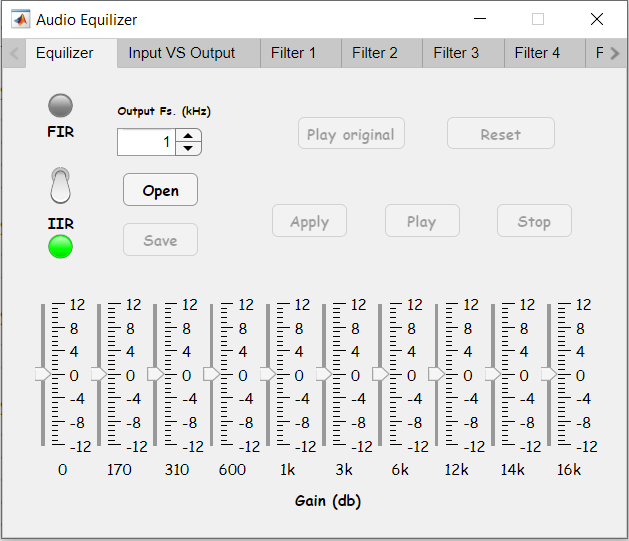 Audio Equilizer
Equilizer Input VS Output Filter 1 Filter 2 Filter 3 Filter 4 F
FIR
Output Fs. (kHz)
1
Play original Reset
Open
IIR
Save
Apply Play Stop
12 12 12 12 12 12 12 12 12 12
8 8 8 8 8 8 8 8 8 8
4 4 4 4 4 4 4 4 4 4
0 0 0 0 0 0 0 0 0 0
-4 -4 -4 -4 -4 -4 -4 -4 -4 -4
-8 -8 -8 -8 -8 -8 -8 -8 -8 -8
-12 -12 -12 -12 -12 -12 -12 -12 -12 -12
0 170 310 600 1k 3k 6k 12k 14k 16k
Gain (db)